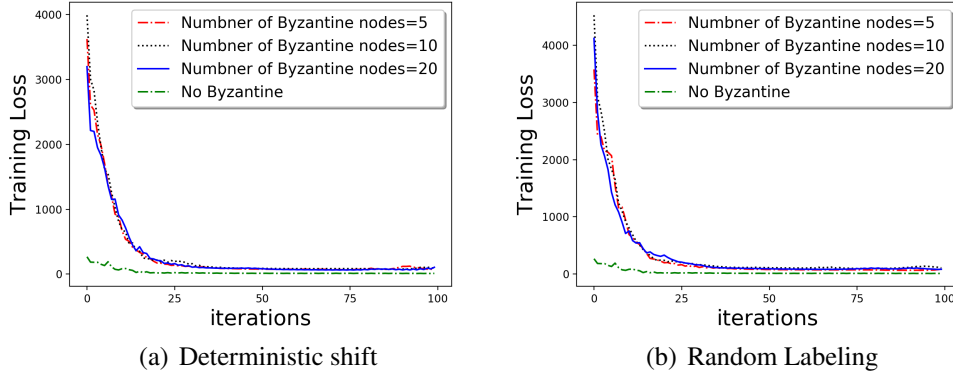 Numbner of Byzantine nodes=5
Numbner of Byzantine nodes=10
Numbner of Byzantine nodes=20
No Byzantine
Training Loss
4000
3000
2000
1000
0
0
25
50
75
100
iterations
(a) Deterministic shift
Numbner of Byzantine nodes=5
Numbner of Byzantine nodes=10
Numbner of Byzantine nodes=20
No Byzantine
Training Loss
4000
3000
2000
1000
0
0
25
50
75
100
iterations
(b) Random Labeling